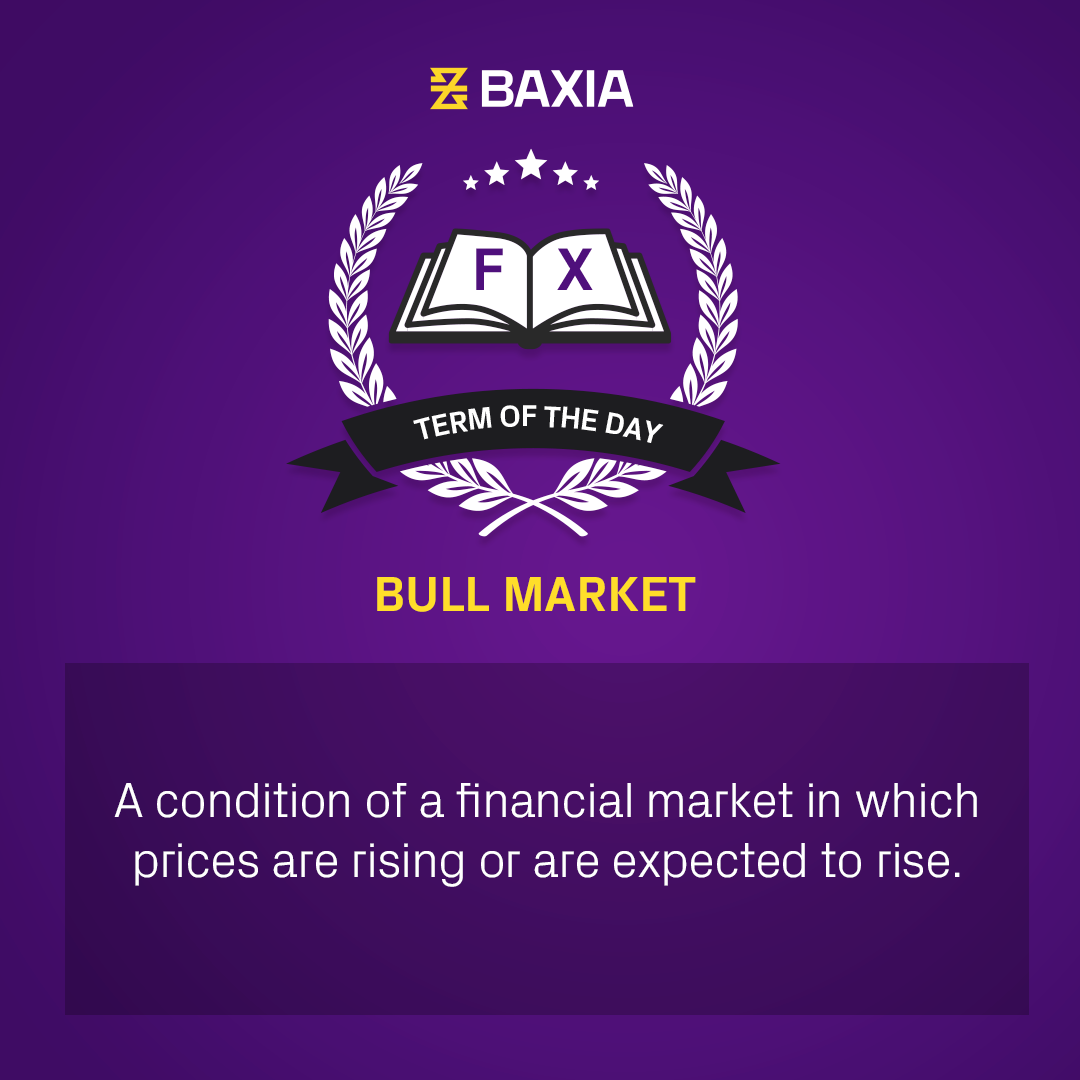 BAXIA
F X
TERM OF THE DAY
BULL MARKET
A condition of a financial market in which
prices are rising or are expected to rise.